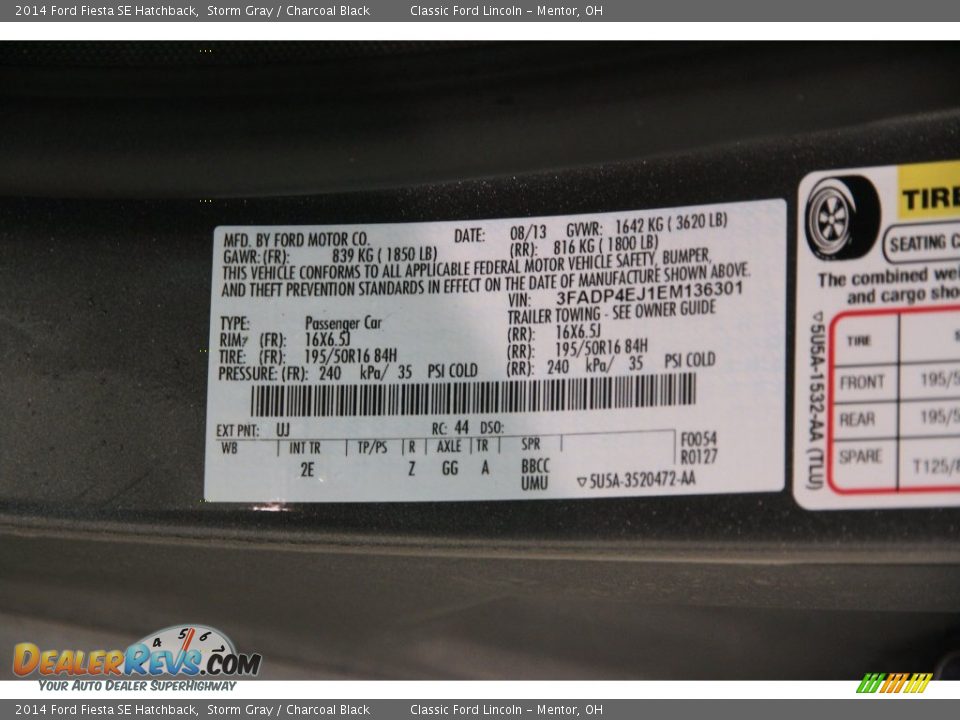 2014 Ford Fiesta SE Hatchback, Storm Gray / Charcoal Black Classic Ford Lincoln - Mentor, OH
MFD. BY FORD MOTOR CO. DATE: 08/13 GVWR: 1642 KG ( 3620 LB)
GAWR: (FR): 839 KG ( 1850 LB) (RR): 816 KG ( 1800 LB)
THIS VEHICLE CONFORMS TO ALL APPLICABLE FEDERAL MOTOR VEHICLE SAFETY, BUMPER,
AND THEFT PREVENTION STANDARDS IN EFFECT ON THE DATE OF MANUFACTURE SHOWN ABOVE.
VIN: 3FADP4EJ1EM136301
TYPE: Passenger Car TRAILER TOWING - SEE OWNER GUIDE
RIM: (FR): 16X6.5J (RR): 16X6.5J
TIRE: (FR): 195/50R16 84H (RR): 195/50R16 84H
PRESSURE: (FR): 240 kPa/ 35 PSI COLD (RR): 240 kPa/ 35 PSI COLD
EXT PNT: UJ RC: 44 DSO:
WB INT TR TP/PS R AXLE TR SPR F0054
R0127
2E Z GG A BBCC
UMU ▽5U5A-3520472-AA
TIRE
SEATING C
The combined wei
and cargo sho
▽5U5A-1532-AA (TLU)
TIRE S
FRONT 195/5
REAR 195/5
SPARE T125/8
4 5 6
DealerRevs.com
Your Auto Dealer SuperHighway
2014 Ford Fiesta SE Hatchback, Storm Gray / Charcoal Black Classic Ford Lincoln - Mentor, OH